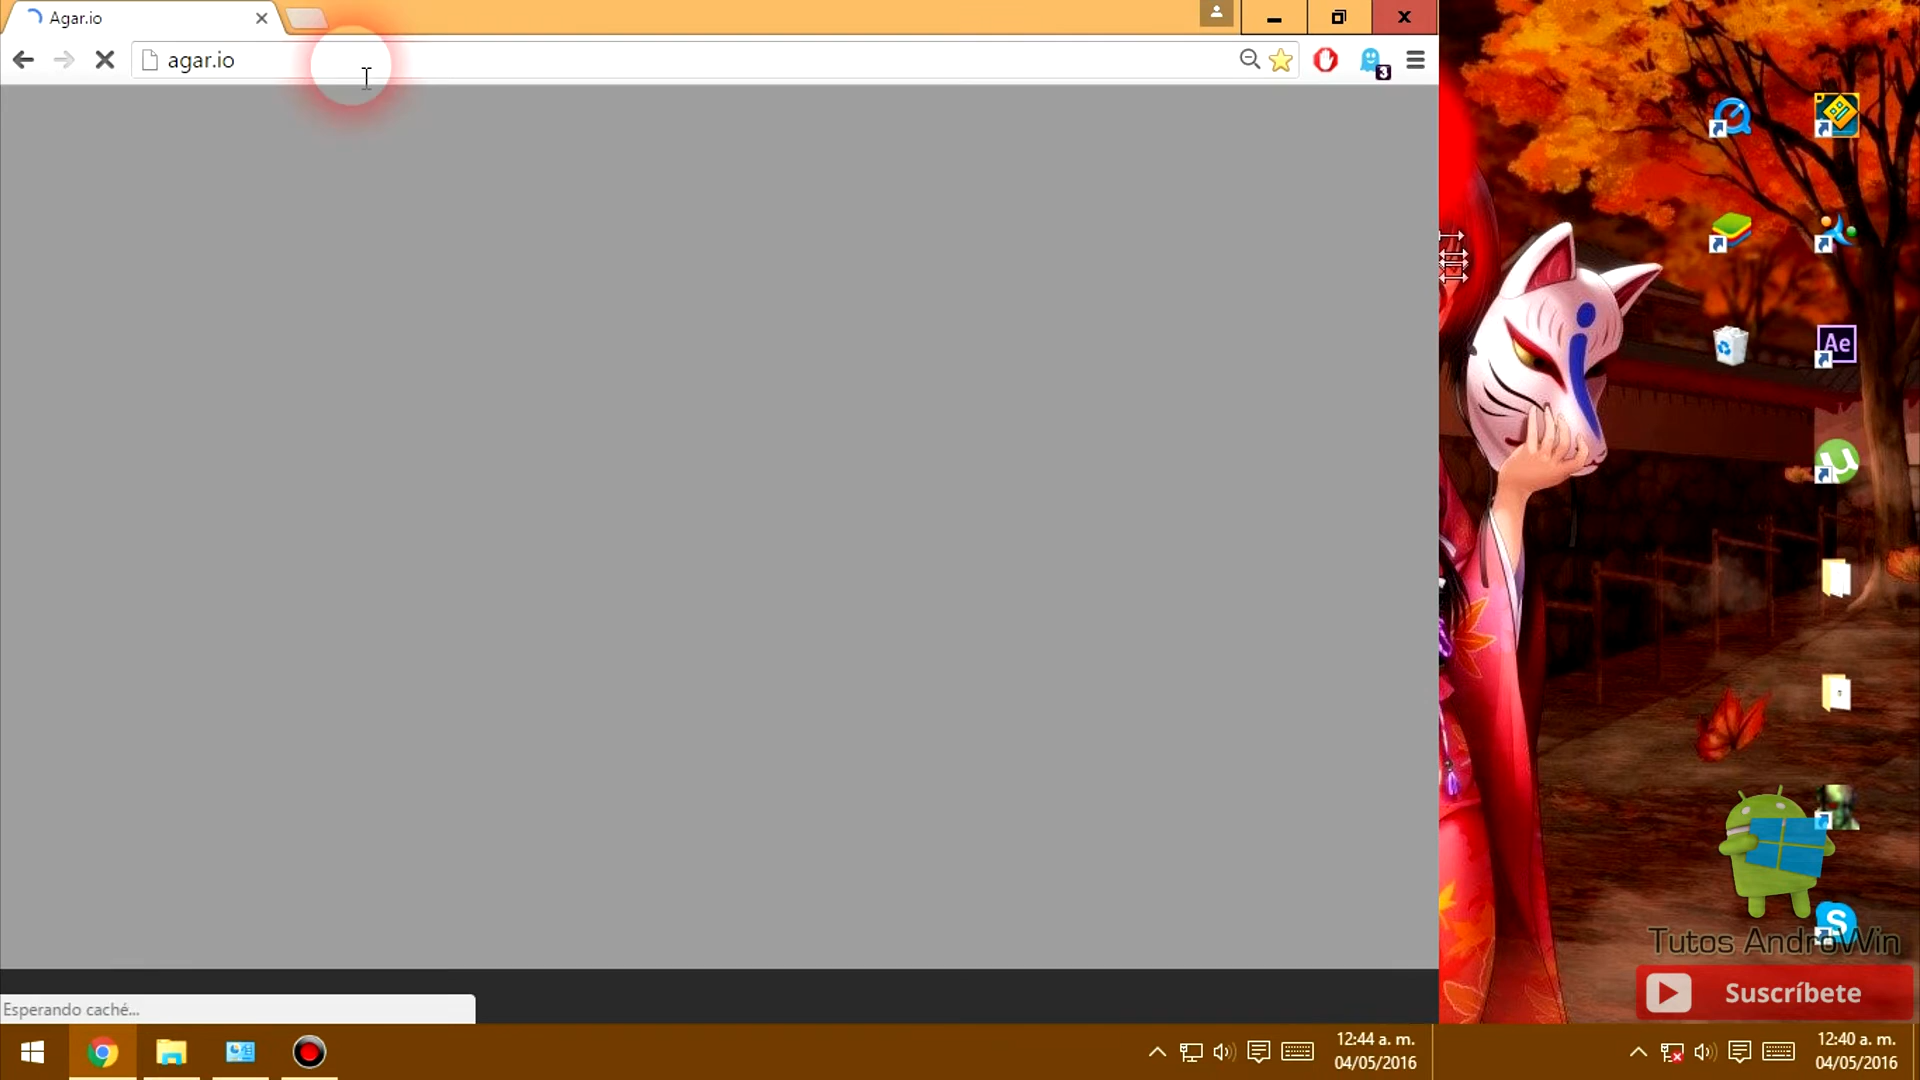 Agar.io
agar.io
3
Ae
Esperando caché...
Tutos AndroWin
Suscríbete
12:44 a. m.
04/05/2016
12:40 a. m.
04/05/2016